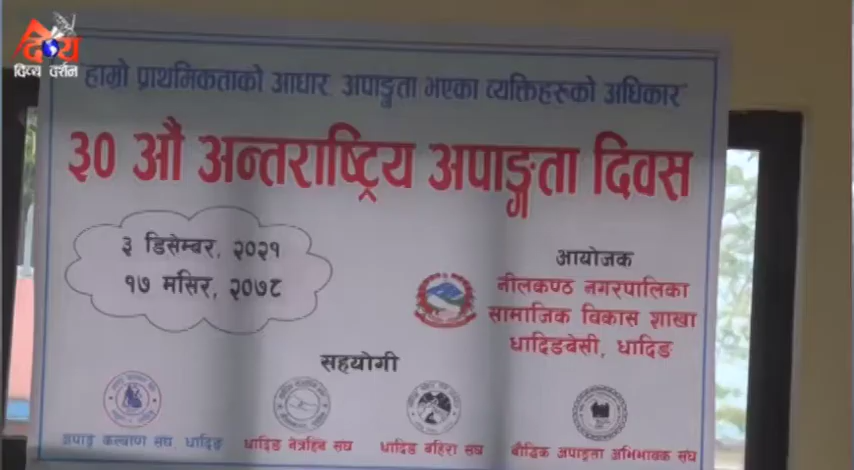 दिव्य
दिव्य दर्शन
"हाम्रो प्राथमिकताको आधार, अपाङ्गता भएका व्यक्तिहरुको अधिकार"
३० औ अन्तराष्ट्रिय अपाङ्गता दिवस
३ डिसेम्बर, २०२१
१७ मसिर, २०७८
आयोजक
नीलकण्ठ नगरपालिका
सामाजिक विकास शाखा
धादिङबेसी, धादिङ
सहयोगी
अपाङ्ग कल्याण संघ, धादिङ
धादिङ नेत्रहिन संघ
धादिङ बहिरा संघ
बौद्धिक अपाङ्गता अभिभावक संघ